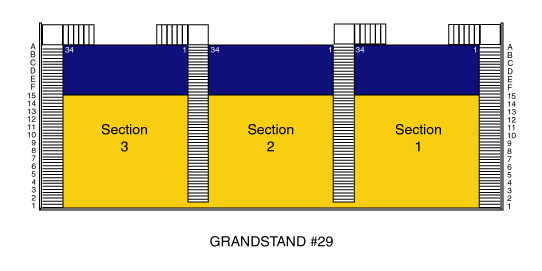 34 1 34 1 34 1
A A
B B
C C
D D
E E
F F
15 15
14 14
13 13
12 12
11 11
10 10
9 9
8 8
7 7
6 6
5 5
4 4
3 3
2 2
1 1
Section
3
Section
2
Section
1
GRANDSTAND #29